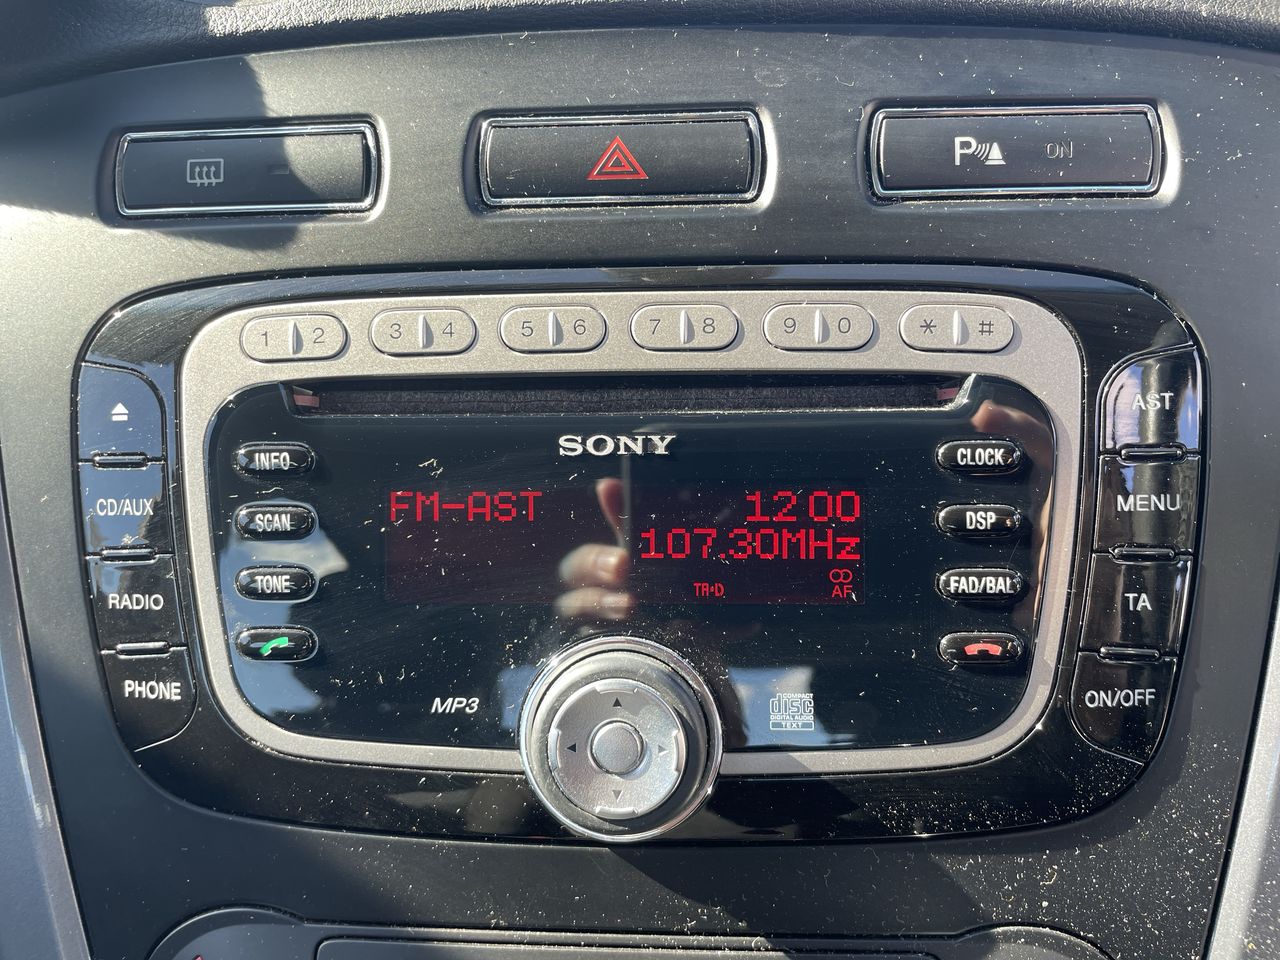 P ON
1 2 3 4 5 6 7 8 9 0 * #
SONY
AST
INFO
CLOCK
CD/AUX
FM-AST 12 00
MENU
SCAN
DSP
107.30MHz
TONE
FAD/BAL
TA·D AF
RADIO
TA
PHONE
MP3
COMPACT
disc
DIGITAL AUDIO
TEXT
ON/OFF